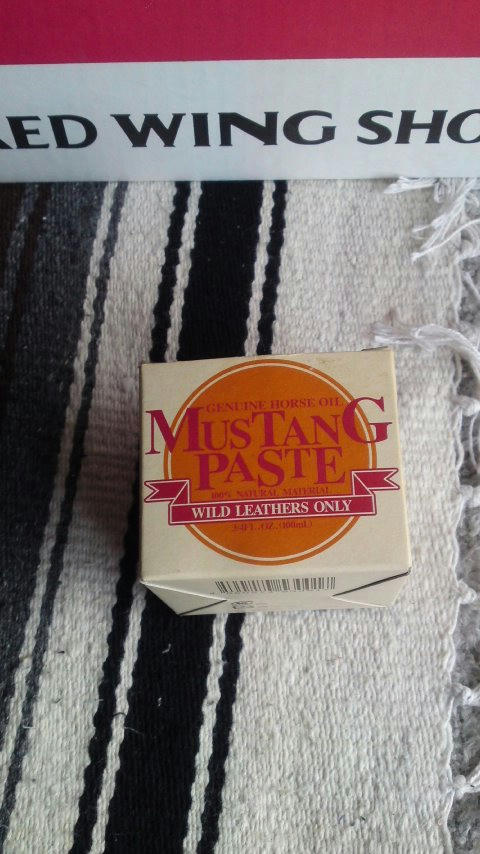 RED WING SHO
GENUINE HORSE OIL
MUSTANG
PASTE
100% NATURAL MATERIAL
WILD LEATHERS ONLY